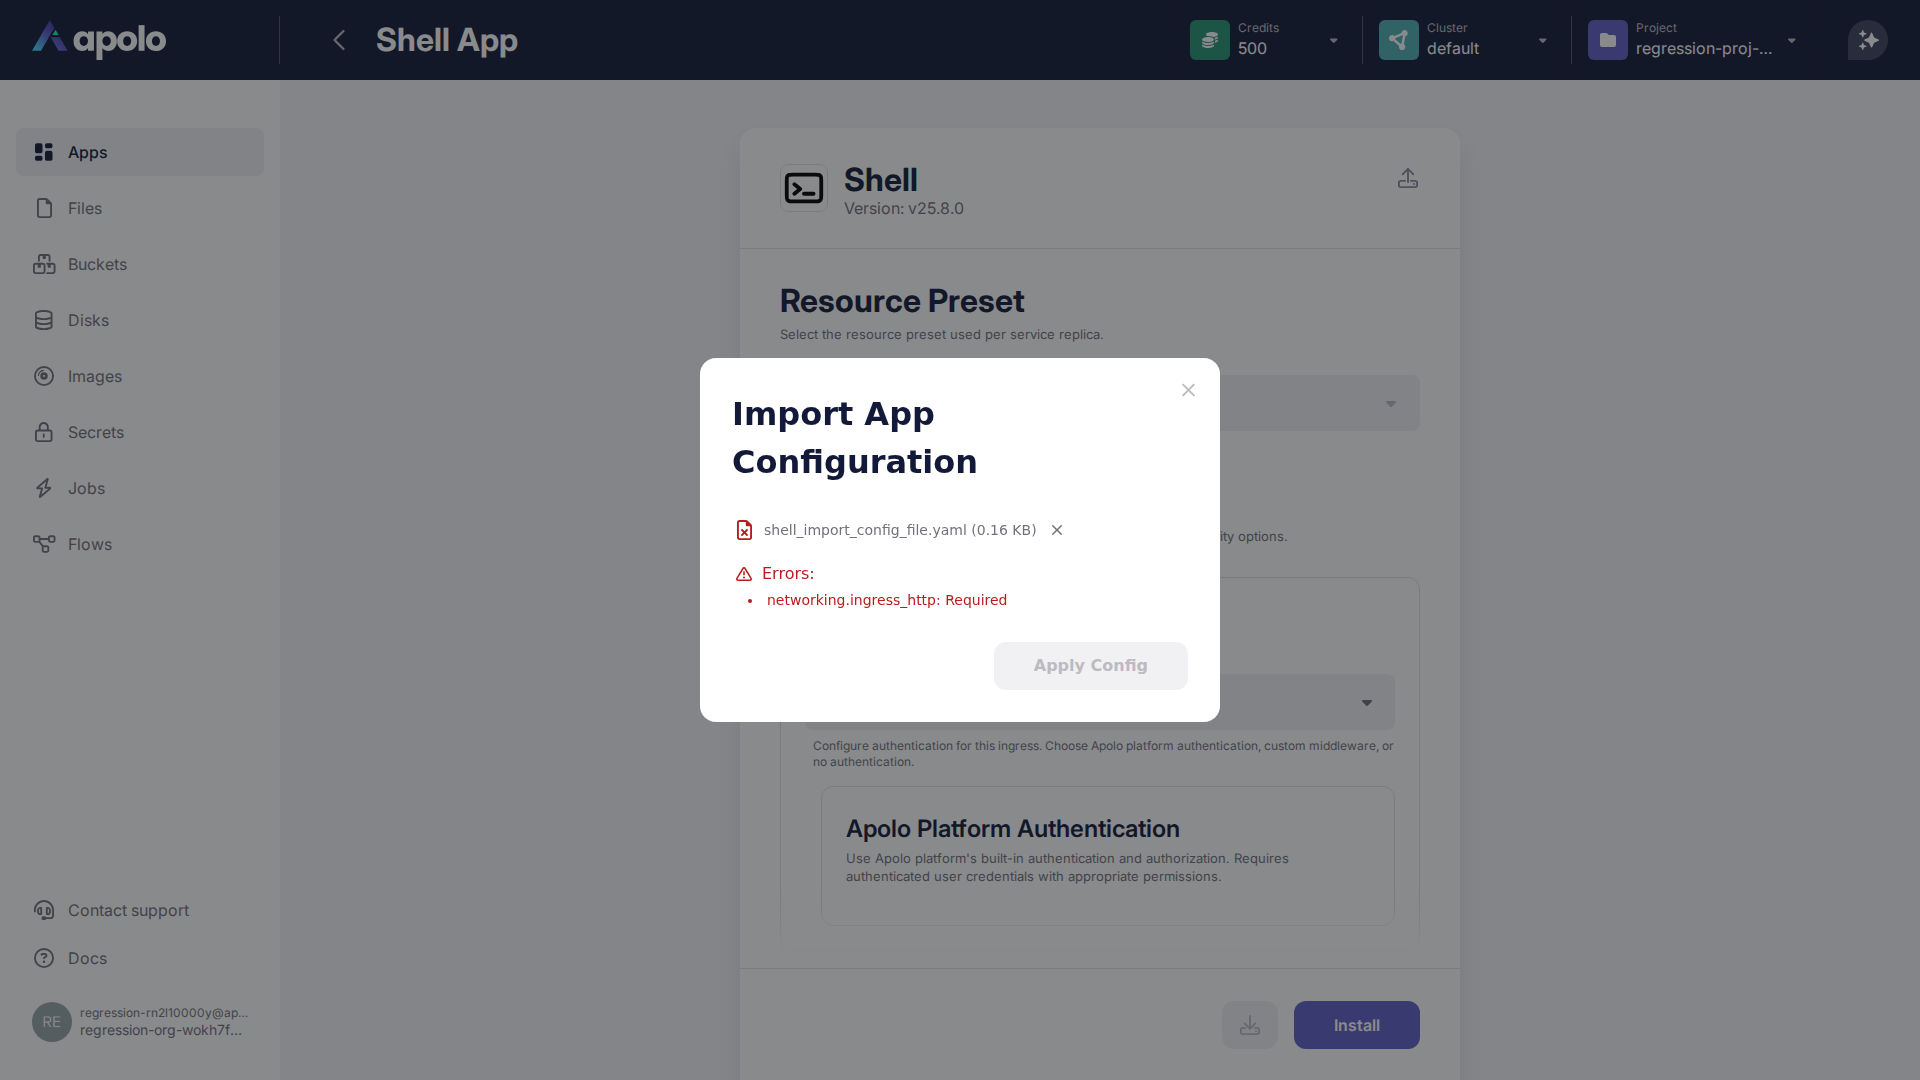 apolo
Shell App
Credits
500
Cluster
default
Project
regression-proj-...
Apps
Files
Buckets
Disks
Images
Secrets
Jobs
Flows
Contact support
Docs
RE
regression-rn2l10000y@ap...
regression-org-wokh7f...
Shell
Version: v25.8.0
Resource Preset
Select the resource preset used per service replica.
ity options.
Import App
Configuration
shell_import_config_file.yaml (0.16 KB)
Errors:
networking.ingress_http: Required
Apply Config
Configure authentication for this ingress. Choose Apolo platform authentication, custom middleware, or
no authentication.
Apolo Platform Authentication
Use Apolo platform's built-in authentication and authorization. Requires
authenticated user credentials with appropriate permissions.
Install